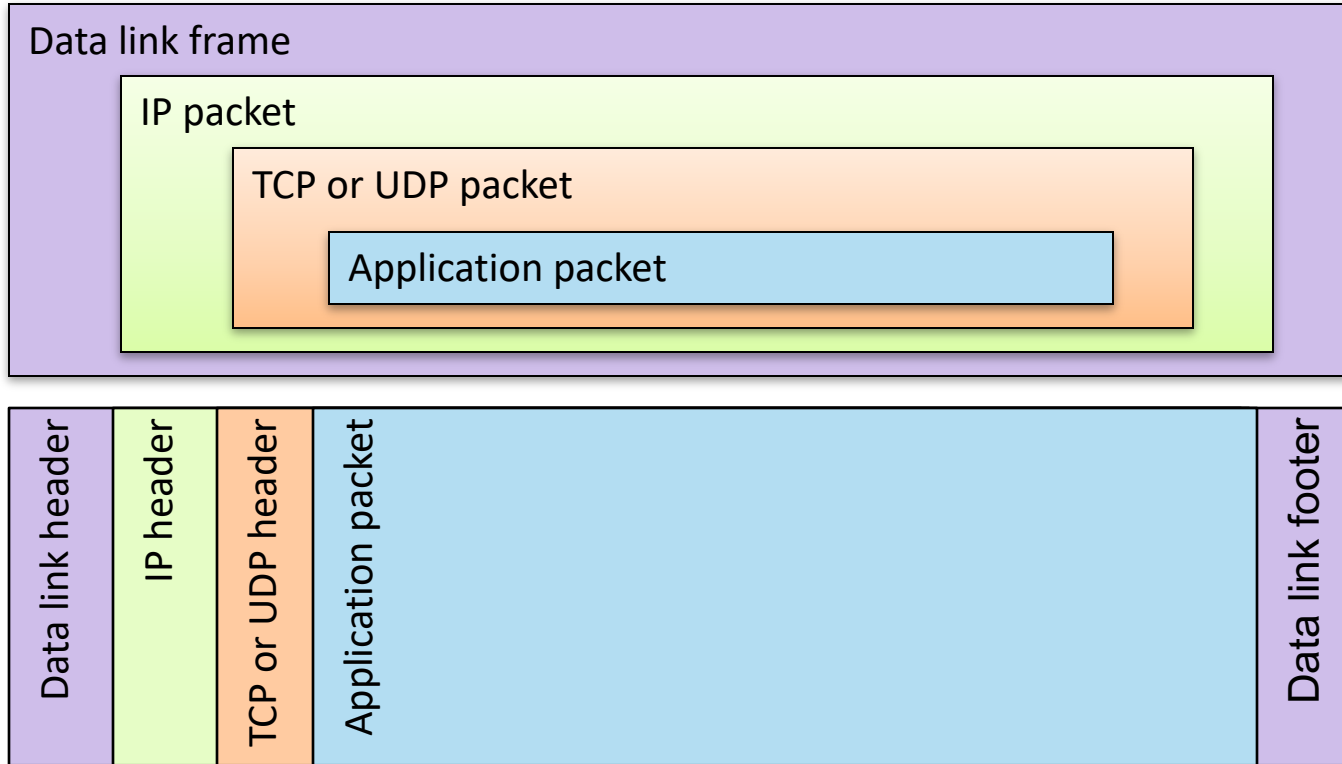 Data link frame
IP packet
TCP or UDP packet
Application packet
Data link header
IP header
TCP or UDP header
Application packet
Data link footer